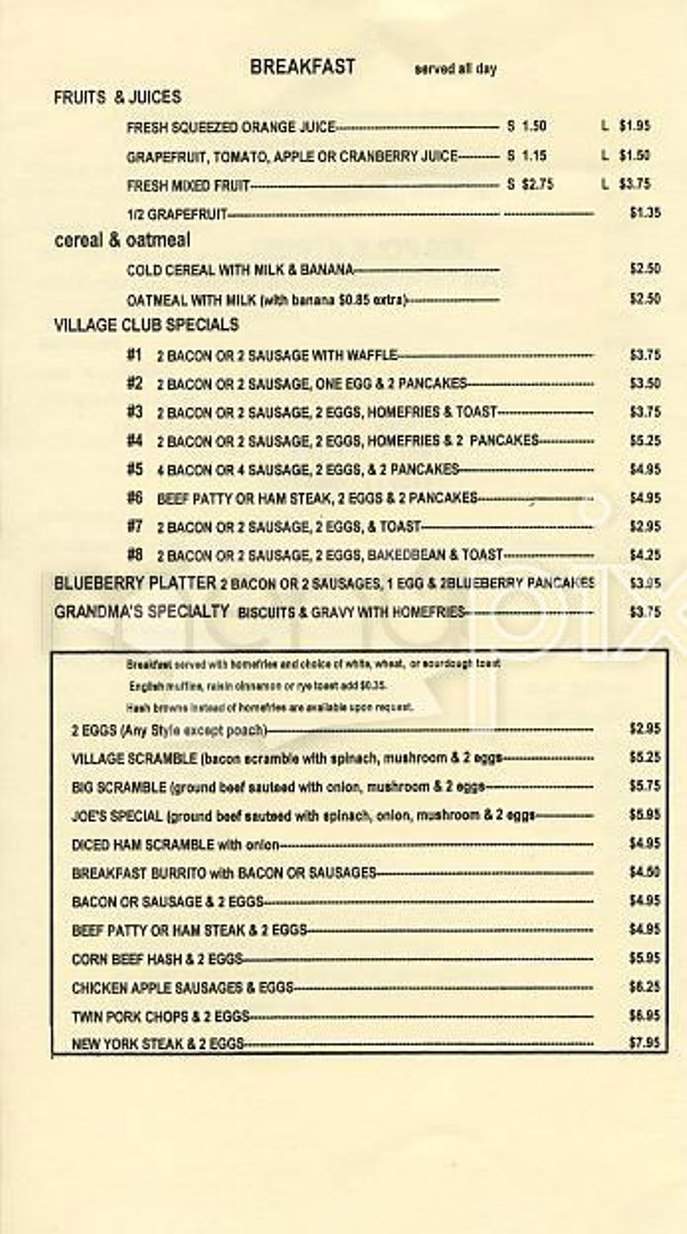 BREAKFAST served all day
FRUITS & JUICES
FRESH SQUEEZED ORANGE JUICE S 1.50 L $1.95
GRAPEFRUIT, TOMATO, APPLE OR CRANBERRY JUICE S 1.15 L $1.50
FRESH MIXED FRUIT S $2.75 L $3.75
1/2 GRAPEFRUIT $1.35
cereal & oatmeal
COLD CEREAL WITH MILK & BANANA $2.50
OATMEAL WITH MILK (with banana $0.85 extra) $2.50
VILLAGE CLUB SPECIALS
#1 2 BACON OR 2 SAUSAGE WITH WAFFLE $3.75
#2 2 BACON OR 2 SAUSAGE, ONE EGG & 2 PANCAKES $3.50
#3 2 BACON OR 2 SAUSAGE, 2 EGGS, HOMEFRIES & TOAST $3.75
#4 2 BACON OR 2 SAUSAGE, 2 EGGS, HOMEFRIES & 2 PANCAKES $5.25
#5 4 BACON OR 4 SAUSAGE, 2 EGGS, & 2 PANCAKES $4.95
#6 BEEF PATTY OR HAM STEAK, 2 EGGS & 2 PANCAKES $4.95
#7 2 BACON OR 2 SAUSAGE, 2 EGGS, & TOAST $2.95
#8 2 BACON OR 2 SAUSAGE, 2 EGGS, BAKEDBEAN & TOAST $4.25
BLUEBERRY PLATTER 2 BACON OR 2 SAUSAGES, 1 EGG & 2BLUEBERRY PANCAKES $3.95
GRANDMA'S SPECIALTY BISCUITS & GRAVY WITH HOMEFRIES $3.75
Breakfast served with homefries and choice of white, wheat, or sourdough toast
English muffins, raisin cinnamon or rye toast add $0.35.
Hash browns instead of homefries are available upon request.
2 EGGS (Any Style except poach) $2.95
VILLAGE SCRAMBLE (bacon scramble with spinach, mushroom & 2 eggs $5.25
BIG SCRAMBLE (ground beef sauteed with onion, mushroom & 2 eggs $5.75
JOE'S SPECIAL (ground beef sauteed with spinach, onion, mushroom & 2 eggs $5.95
DICED HAM SCRAMBLE with onion $4.95
BREAKFAST BURRITO with BACON OR SAUSAGES $4.50
BACON OR SAUSAGE & 2 EGGS $4.95
BEEF PATTY OR HAM STEAK & 2 EGGS $4.95
CORN BEEF HASH & 2 EGGS $5.95
CHICKEN APPLE SAUSAGES & EGGS $6.25
TWIN PORK CHOPS & 2 EGGS $6.95
NEW YORK STEAK & 2 EGGS $7.95